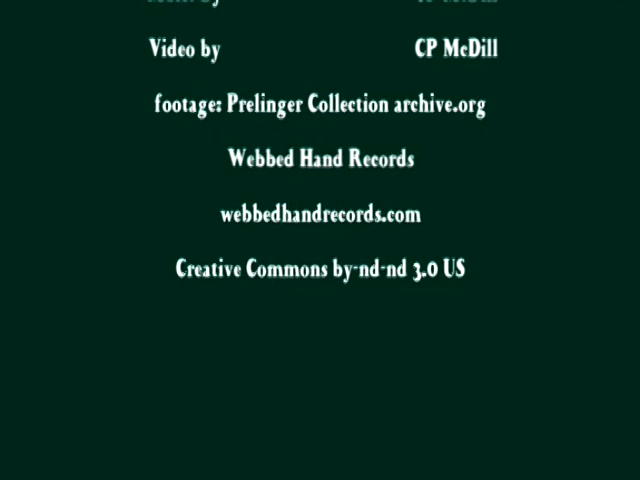 Video by CP McDill
footage: Prelinger Collection archive.org
Webbed Hand Records
webbedhandrecords.com
Creative Commons by-nd-nd 3.0 US